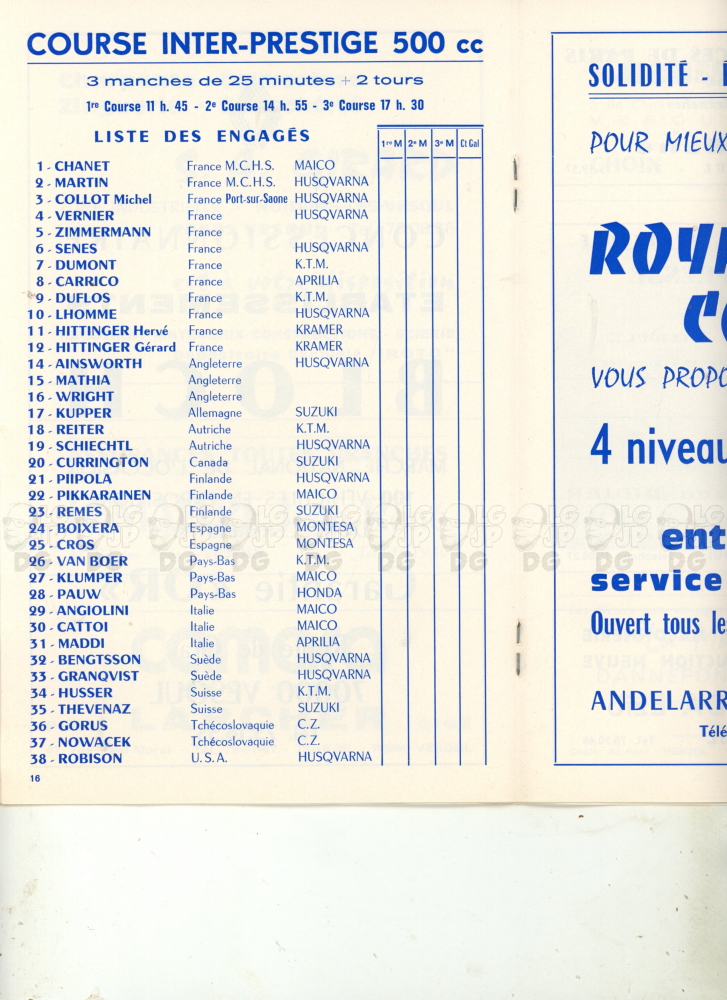 COURSE INTER-PRESTIGE 500 cc
3 manches de 25 minutes + 2 tours
1re Course 11 h. 45 - 2e Course 14 h. 55 - 3e Course 17 h. 30
LISTE DES ENGAGÉS
1re M 2e M 3e M Ct Gal
1 - CHANET France M.C.H.S. MAICO
2 - MARTIN France M.C.H.S. HUSQVARNA
3 - COLLOT Michel France Port-sur-Saone HUSQVARNA
4 - VERNIER France HUSQVARNA
5 - ZIMMERMANN France
6 - SENES France HUSQVARNA
7 - DUMONT France K.T.M.
8 - CARRICO France APRILIA
9 - DUFLOS France K.T.M.
10 - LHOMME France HUSQVARNA
11 - HITTINGER Hervé France KRAMER
12 - HITTINGER Gérard France KRAMER
14 - AINSWORTH Angleterre HUSQVARNA
15 - MATHIA Angleterre
16 - WRIGHT Angleterre
17 - KUPPER Allemagne SUZUKI
18 - REITER Autriche K.T.M.
19 - SCHIECHTL Autriche HUSQVARNA
20 - CURRINGTON Canada SUZUKI
21 - PIIPOLA Finlande HUSQVARNA
22 - PIKKARAINEN Finlande MAICO
23 - REMES Finlande SUZUKI
24 - BOIXERA Espagne MONTESA
25 - CROS Espagne MONTESA
26 - VAN BOER Pays-Bas K.T.M.
27 - KLUMPER Pays-Bas MAICO
28 - PAUW Pays-Bas HONDA
29 - ANGIOLINI Italie MAICO
30 - CATTOI Italie MAICO
31 - MADDI Italie APRILIA
32 - BENGTSSON Suède HUSQVARNA
33 - GRANQVIST Suède HUSQVARNA
34 - HUSSER Suisse K.T.M.
35 - THEVENAZ Suisse SUZUKI
36 - GORUS Tchécoslovaquie C.Z.
37 - NOWACEK Tchécoslovaquie C.Z.
38 - ROBISON U.S.A. HUSQVARNA
16
SOLIDITÉ -
POUR MIEUX
VOUS PROPO
4 niveau
ent
service
Ouvert tous le
ANDELARR
Télé